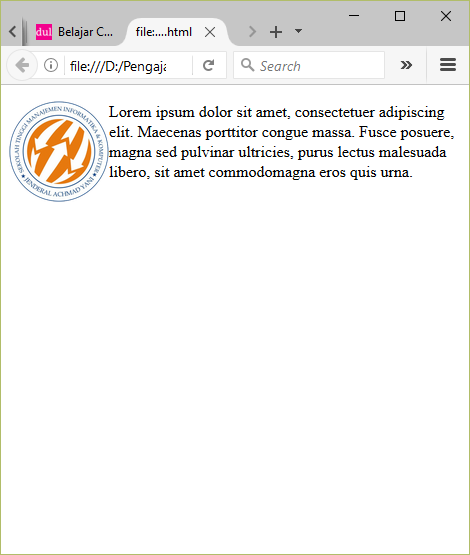 dul Belajar C...
file:....html
file:///D:/Pengaja
Search
SEKOLAH TINGGI MANAJEMEN INFORMATIKA & KOMPUTER
JENDERAL ACHMAD YANI
Lorem ipsum dolor sit amet, consectetuer adipiscing
elit. Maecenas porttitor congue massa. Fusce posuere,
magna sed pulvinar ultricies, purus lectus malesuada
libero, sit amet commodomagna eros quis urna.